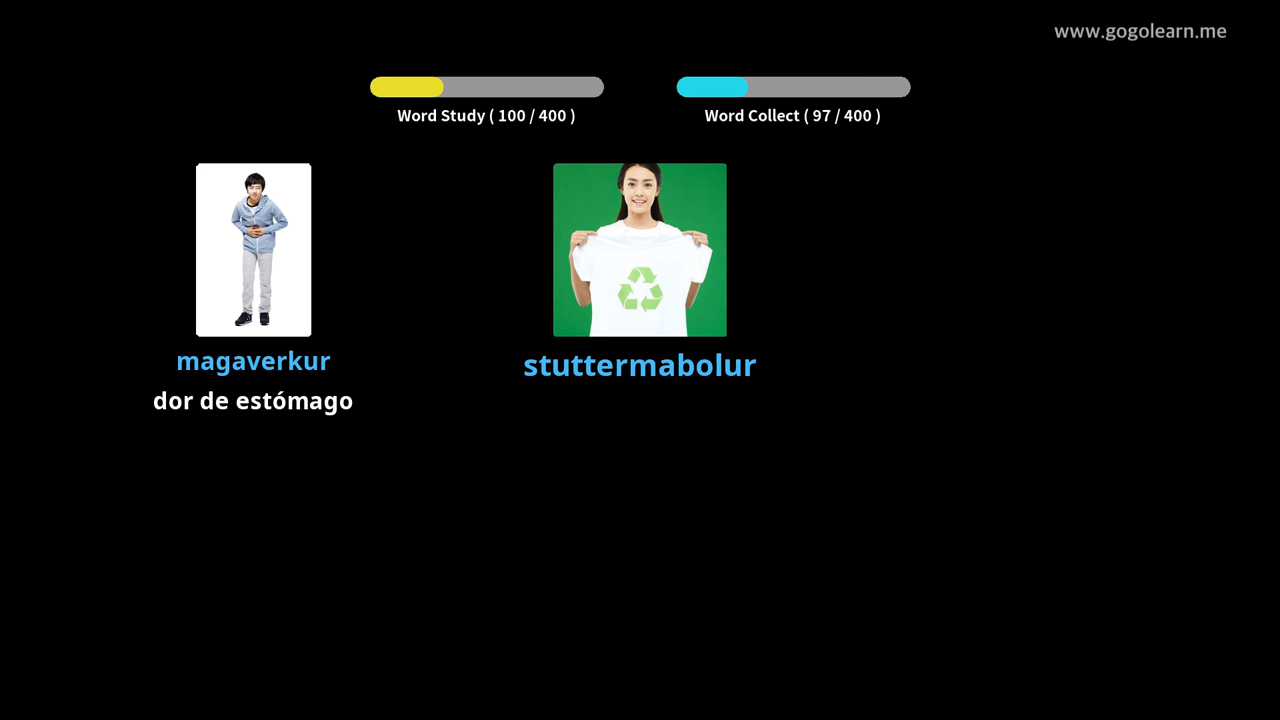 www.gogolearn.me
Word Study ( 100 / 400 )
Word Collect ( 97 / 400 )
magaverkur
dor de estómago
stuttermabolur